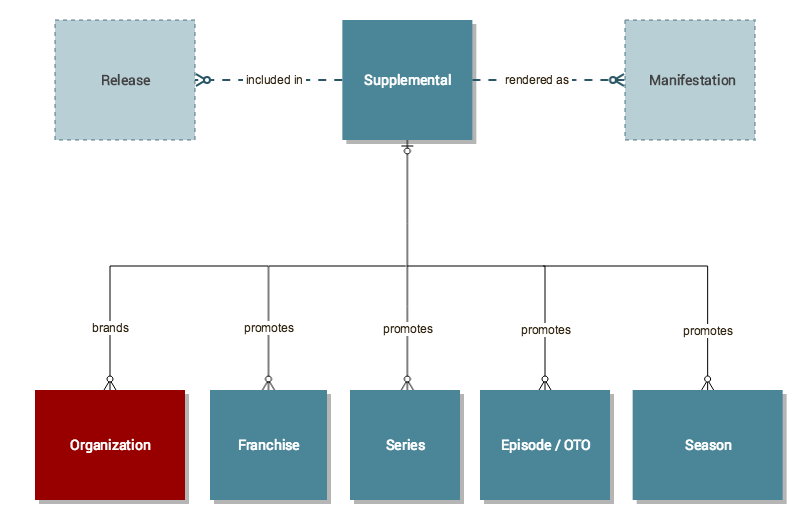 Release
included in
Supplemental
rendered as
Manifestation
brands
promotes
promotes
promotes
promotes
Organization
Franchise
Series
Episode / OTO
Season